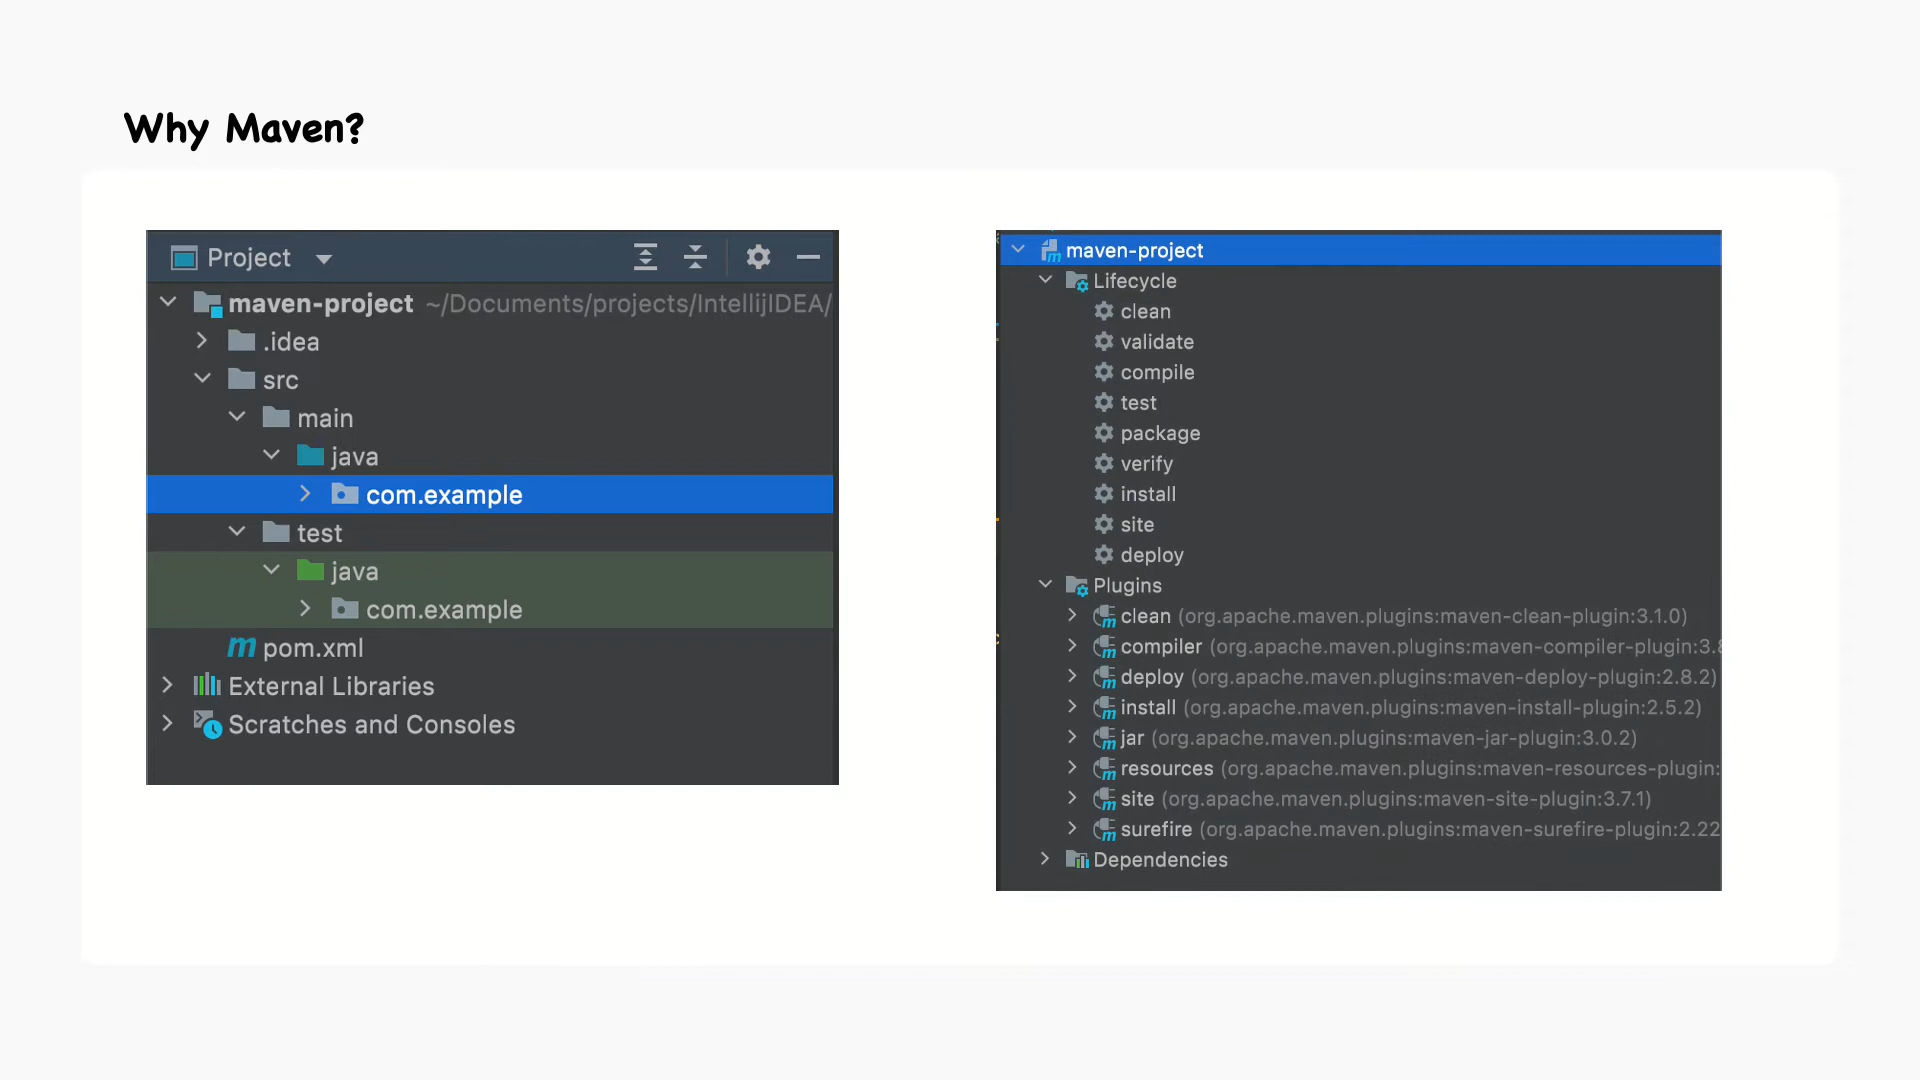 Why Maven?
Project
maven-project ~/Documents/projects/IntellijIDEA/
.idea
src
main
java
com.example
test
java
com.example
pom.xml
External Libraries
Scratches and Consoles
maven-project
Lifecycle
clean
validate
compile
test
package
verify
install
site
deploy
Plugins
clean (org.apache.maven.plugins:maven-clean-plugin:3.1.0)
compiler (org.apache.maven.plugins:maven-compiler-plugin:3.8
deploy (org.apache.maven.plugins:maven-deploy-plugin:2.8.2)
install (org.apache.maven.plugins:maven-install-plugin:2.5.2)
jar (org.apache.maven.plugins:maven-jar-plugin:3.0.2)
resources (org.apache.maven.plugins:maven-resources-plugin:
site (org.apache.maven.plugins:maven-site-plugin:3.7.1)
surefire (org.apache.maven.plugins:maven-surefire-plugin:2.22
Dependencies